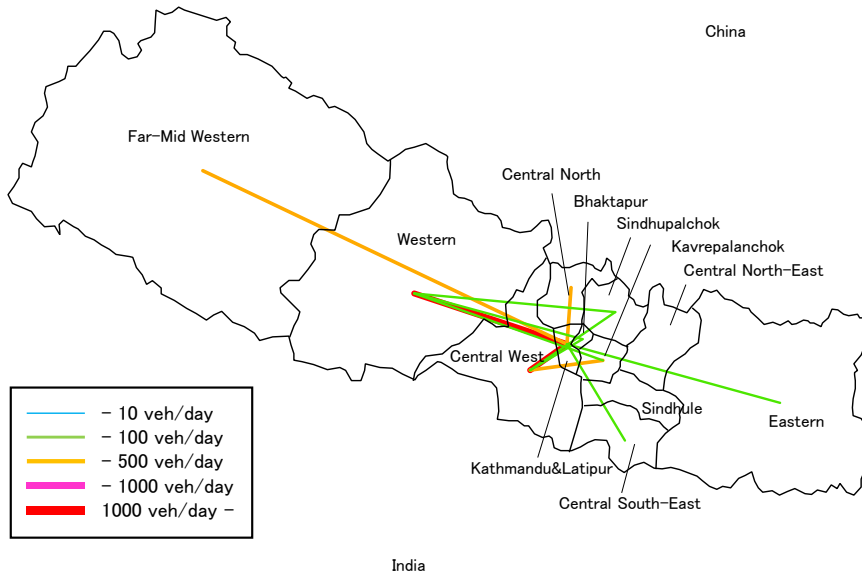 China
Far-Mid Western
Central North
Bhaktapur
Sindhupalchok
Western
Kavrepalanchok
Central North-East
Central West
Sindhule
Eastern
Kathmandu&Latipur
Central South-East
- 10 veh/day
- 100 veh/day
- 500 veh/day
- 1000 veh/day
1000 veh/day -
India